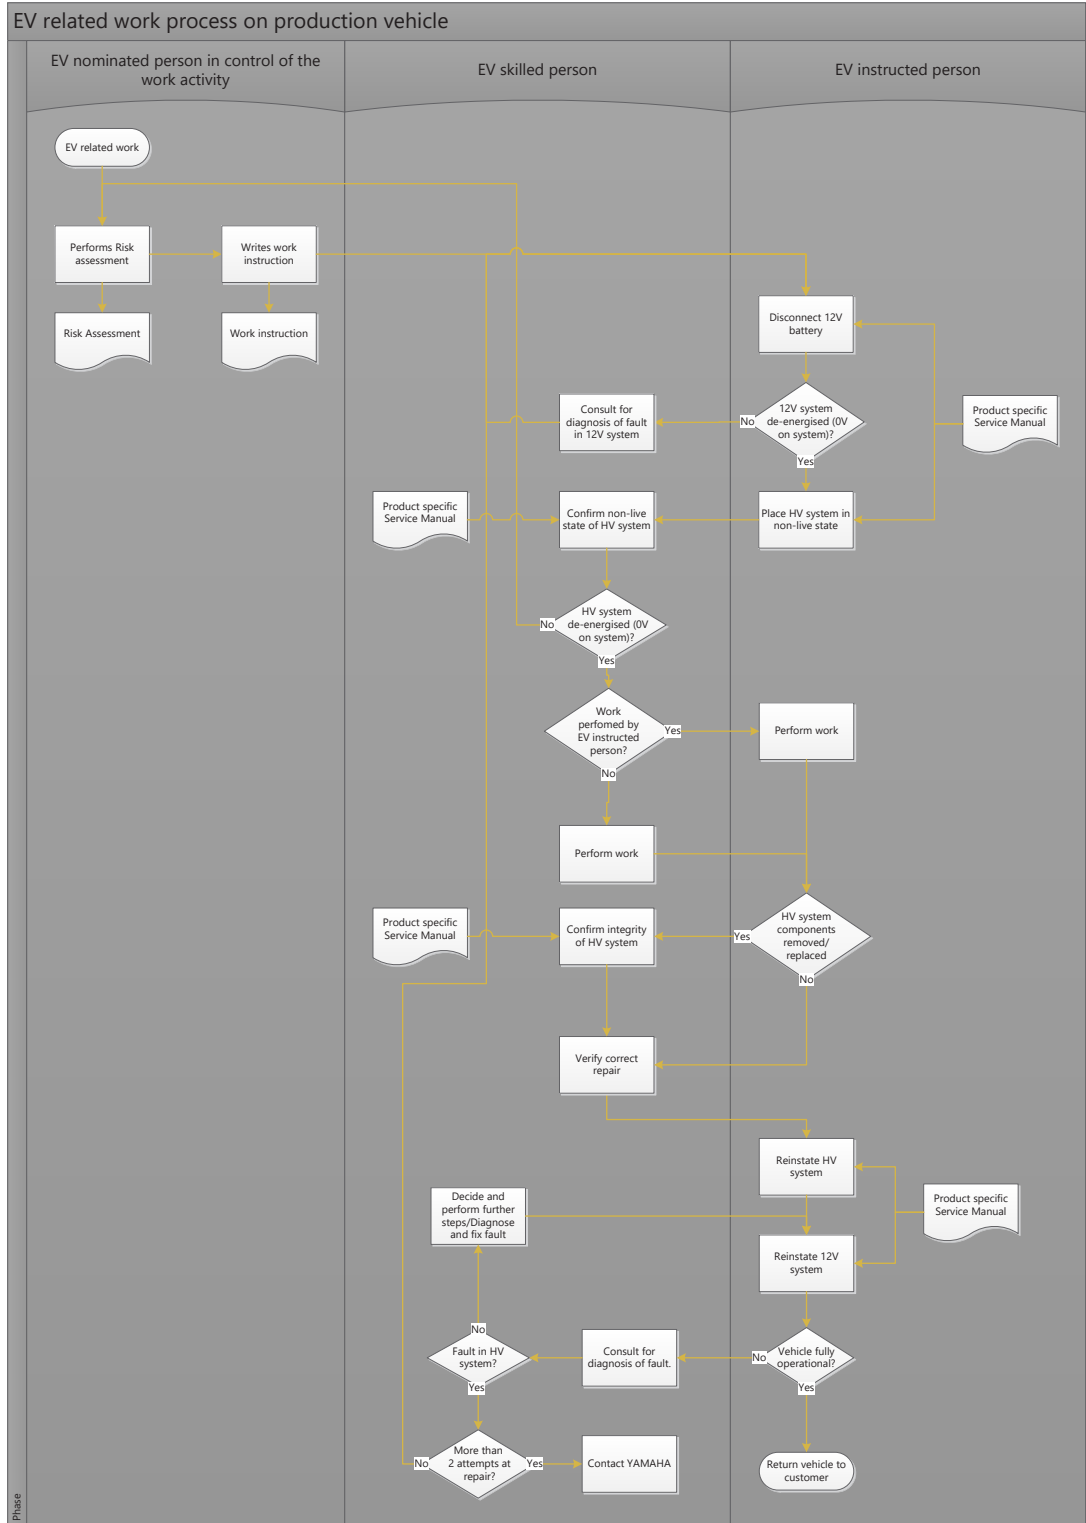 EV related work process on production vehicle
EV nominated person in control of the
work activity
EV skilled person
EV instructed person
EV related work
Performs Risk
assessment
Writes work
instruction
Risk Assessment
Work instruction
Disconnect 12V
battery
12V system
de-energised (0V
on system)?
No
Yes
Product specific
Service Manual
Consult for
diagnosis of fault
in 12V system
Product specific
Service Manual
Confirm non-live
state of HV system
Place HV system in
non-live state
HV system
de-energised (0V
on system)?
No
Yes
Work
perfomed by
EV instructed
person?
Yes
No
Perform work
Perform work
HV system
components
removed/
replaced
Yes
No
Product specific
Service Manual
Confirm integrity
of HV system
Verify correct
repair
Reinstate HV
system
Product specific
Service Manual
Decide and
perform further
steps/Diagnose
and fix fault
Reinstate 12V
system
No
Fault in HV
system?
Yes
Consult for
diagnosis of fault.
No
Vehicle fully
operational?
Yes
No
More than
2 attempts at
repair?
Yes
Contact YAMAHA
Return vehicle to
customer
Phase